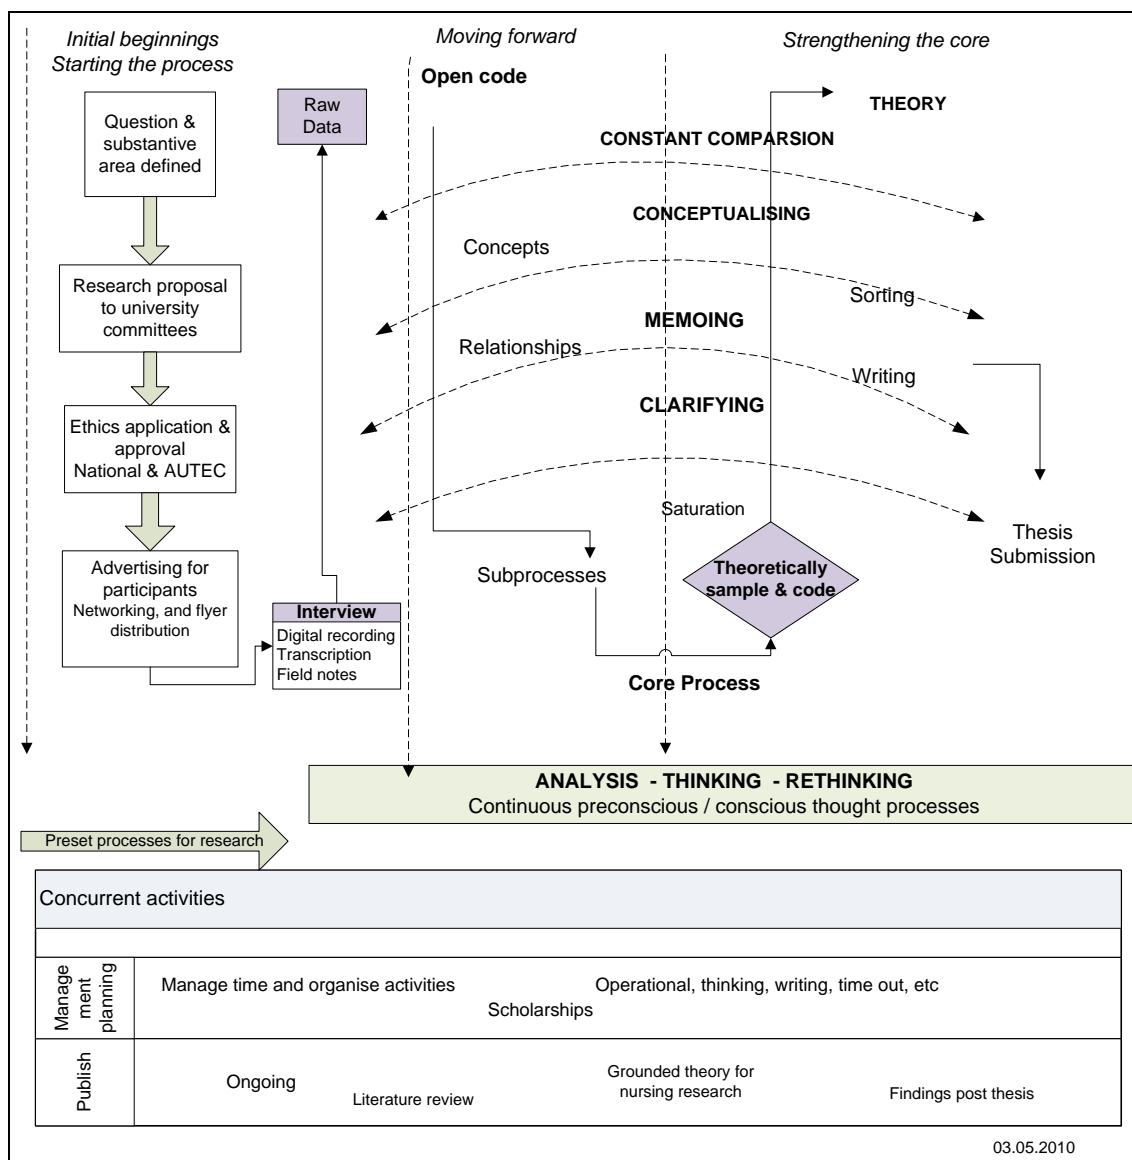 Initial beginnings
Starting the process
Moving forward
Strengthening the core
Open code
Question &
substantive
area defined
Raw
Data
THEORY
CONSTANT COMPARSION
CONCEPTUALISING
Concepts
Research proposal
to university
committees
Sorting
MEMOING
Relationships
Writing
CLARIFYING
Ethics application &
approval
National & AUTEC
Saturation
Thesis
Submission
Advertising for
participants
Networking, and flyer
distribution
Subprocesses
Theoretically
sample & code
Interview
Digital recording
Transcription
Field notes
Core Process
ANALYSIS - THINKING - RETHINKING
Continuous preconscious / conscious thought processes
Preset processes for research
Concurrent activities
Manage
ment
planning
Manage time and organise activities
Operational, thinking, writing, time out, etc
Scholarships
Publish
Ongoing
Literature review
Grounded theory for
nursing research
Findings post thesis
03.05.2010